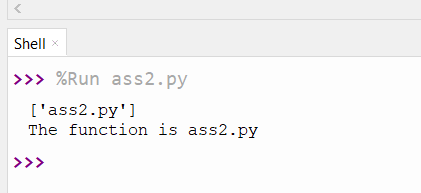 Shell ×
>>> %Run ass2.py
['ass2.py']
The function is ass2.py
>>>